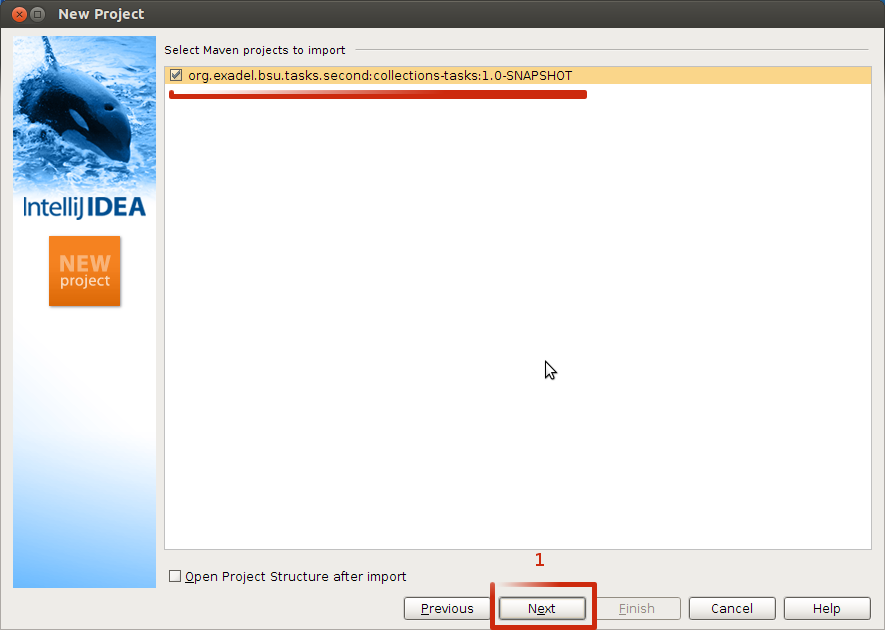 New Project
Select Maven projects to import
org.exadel.bsu.tasks.second:collections-tasks:1.0-SNAPSHOT
IntelliJ IDEA
NEW
project
1
Open Project Structure after import
Previous
Next
Finish
Cancel
Help